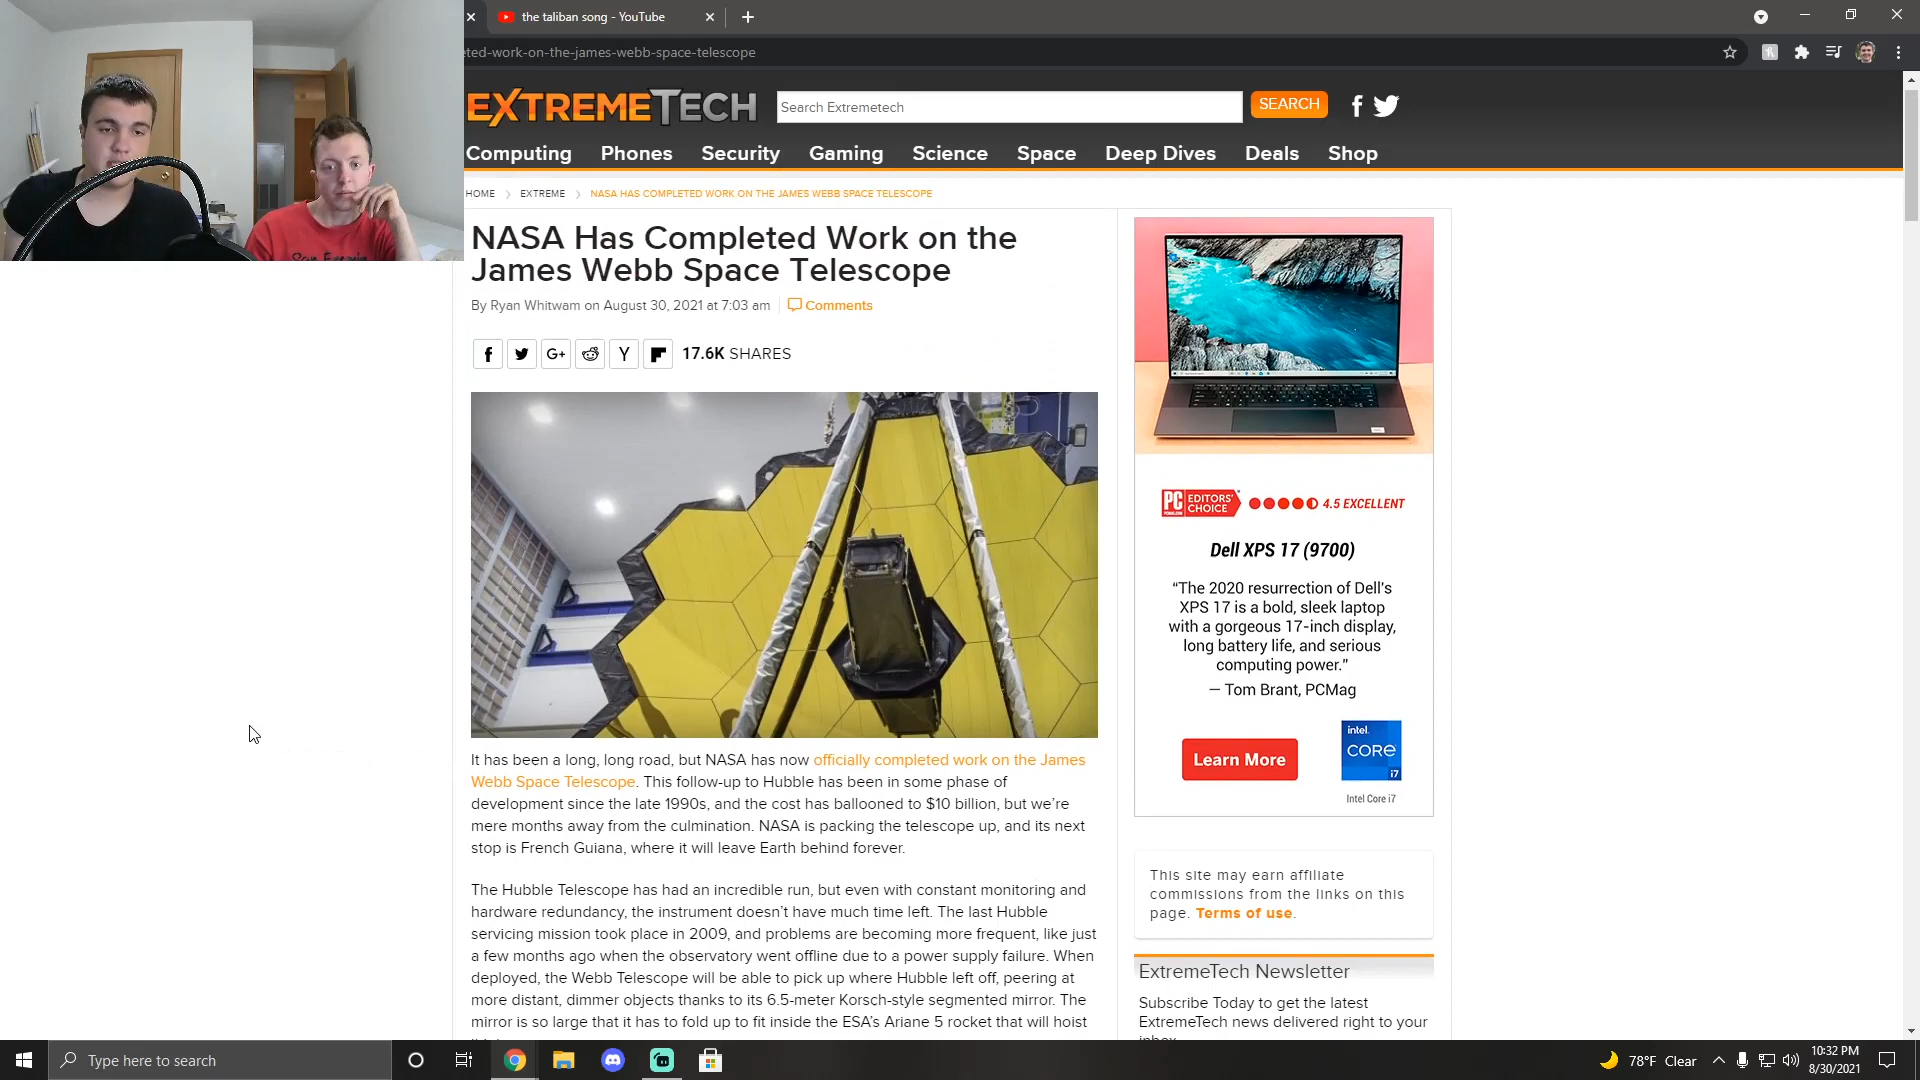 the taliban song - YouTube
eted-work-on-the-james-webb-space-telescope
EXTREMETECH
Search Extremetech
SEARCH
Computing Phones Security Gaming Science Space Deep Dives Deals Shop
HOME > EXTREME > NASA HAS COMPLETED WORK ON THE JAMES WEBB SPACE TELESCOPE
NASA Has Completed Work on the
James Webb Space Telescope
By Ryan Whitwam on August 30, 2021 at 7:03 am
Comments
17.6K SHARES
It has been a long, long road, but NASA has now officially completed work on the James
Webb Space Telescope. This follow-up to Hubble has been in some phase of
development since the late 1990s, and the cost has ballooned to $10 billion, but we're
mere months away from the culmination. NASA is packing the telescope up, and its next
stop is French Guiana, where it will leave Earth behind forever.
The Hubble Telescope has had an incredible run, but even with constant monitoring and
hardware redundancy, the instrument doesn't have much time left. The last Hubble
servicing mission took place in 2009, and problems are becoming more frequent, like just
a few months ago when the observatory went offline due to a power supply failure. When
deployed, the Webb Telescope will be able to pick up where Hubble left off, peering at
more distant, dimmer objects thanks to its 6.5-meter Korsch-style segmented mirror. The
mirror is so large that it has to fold up to fit inside the ESA's Ariane 5 rocket that will hoist
PC EDITORS' CHOICE
4.5 EXCELLENT
Dell XPS 17 (9700)
“The 2020 resurrection of Dell's
XPS 17 is a bold, sleek laptop
with a gorgeous 17-inch display,
long battery life, and serious
computing power.”
— Tom Brant, PCMag
Learn More
intel.
CORE
i7
Intel Core i7
This site may earn affiliate
commissions from the links on this
page. Terms of use.
ExtremeTech Newsletter
Subscribe Today to get the latest
ExtremeTech news delivered right to your
inbox.
Type here to search
78°F Clear
10:32 PM
8/30/2021